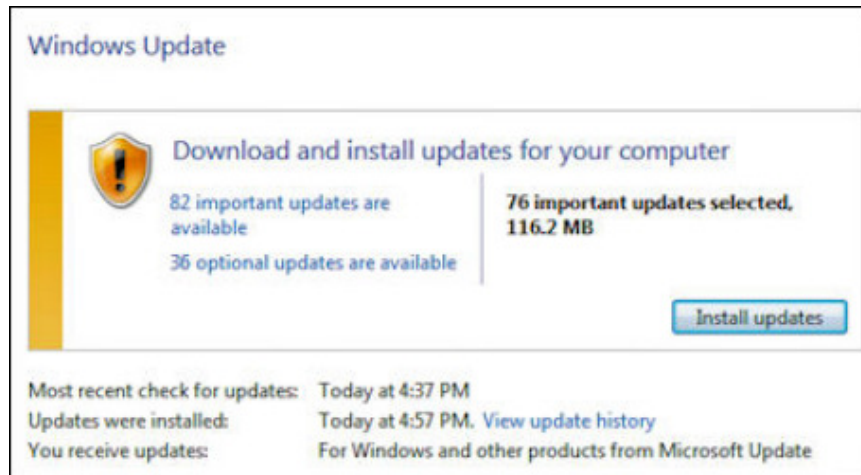 Windows Update
Download and install updates for your computer
82 important updates are
available
36 optional updates are available
76 important updates selected,
116.2 MB
Install updates
Most recent check for updates: Today at 4:37 PM
Updates were installed: Today at 4:57 PM. View update history
You receive updates: For Windows and other products from Microsoft Update